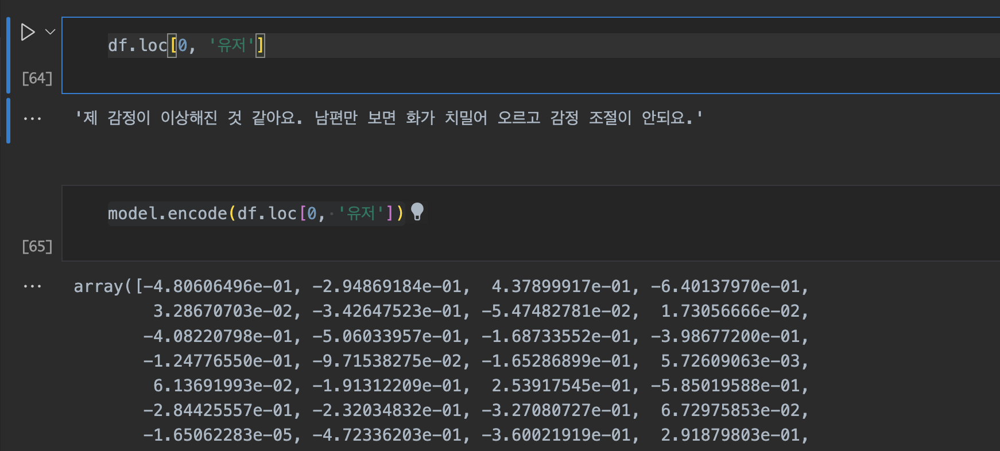 df.loc[0, '유저']
[64]
'제 감정이 이상해진 것 같아요. 남편만 보면 화가 치밀어 오르고 감정 조절이 안되요.'
model.encode(df.loc[0, '유저'])
[65]
array([-4.80606496e-01, -2.94869184e-01,  4.37899917e-01, -6.40137970e-01,
3.28670703e-02, -3.42647523e-01, -5.47482781e-02,  1.73056666e-02,
-4.08220798e-01, -5.06033957e-01, -1.68733552e-01, -3.98677200e-01,
-1.24776550e-01, -9.71538275e-02, -1.65286899e-01,  5.72609063e-03,
6.13691993e-02, -1.91312209e-01,  2.53917545e-01, -5.85019588e-01,
-2.84425557e-01, -2.32034832e-01, -3.27080727e-01,  6.72975853e-02,
-1.65062283e-05, -4.72336203e-01, -3.60021919e-01,  2.91879803e-01,